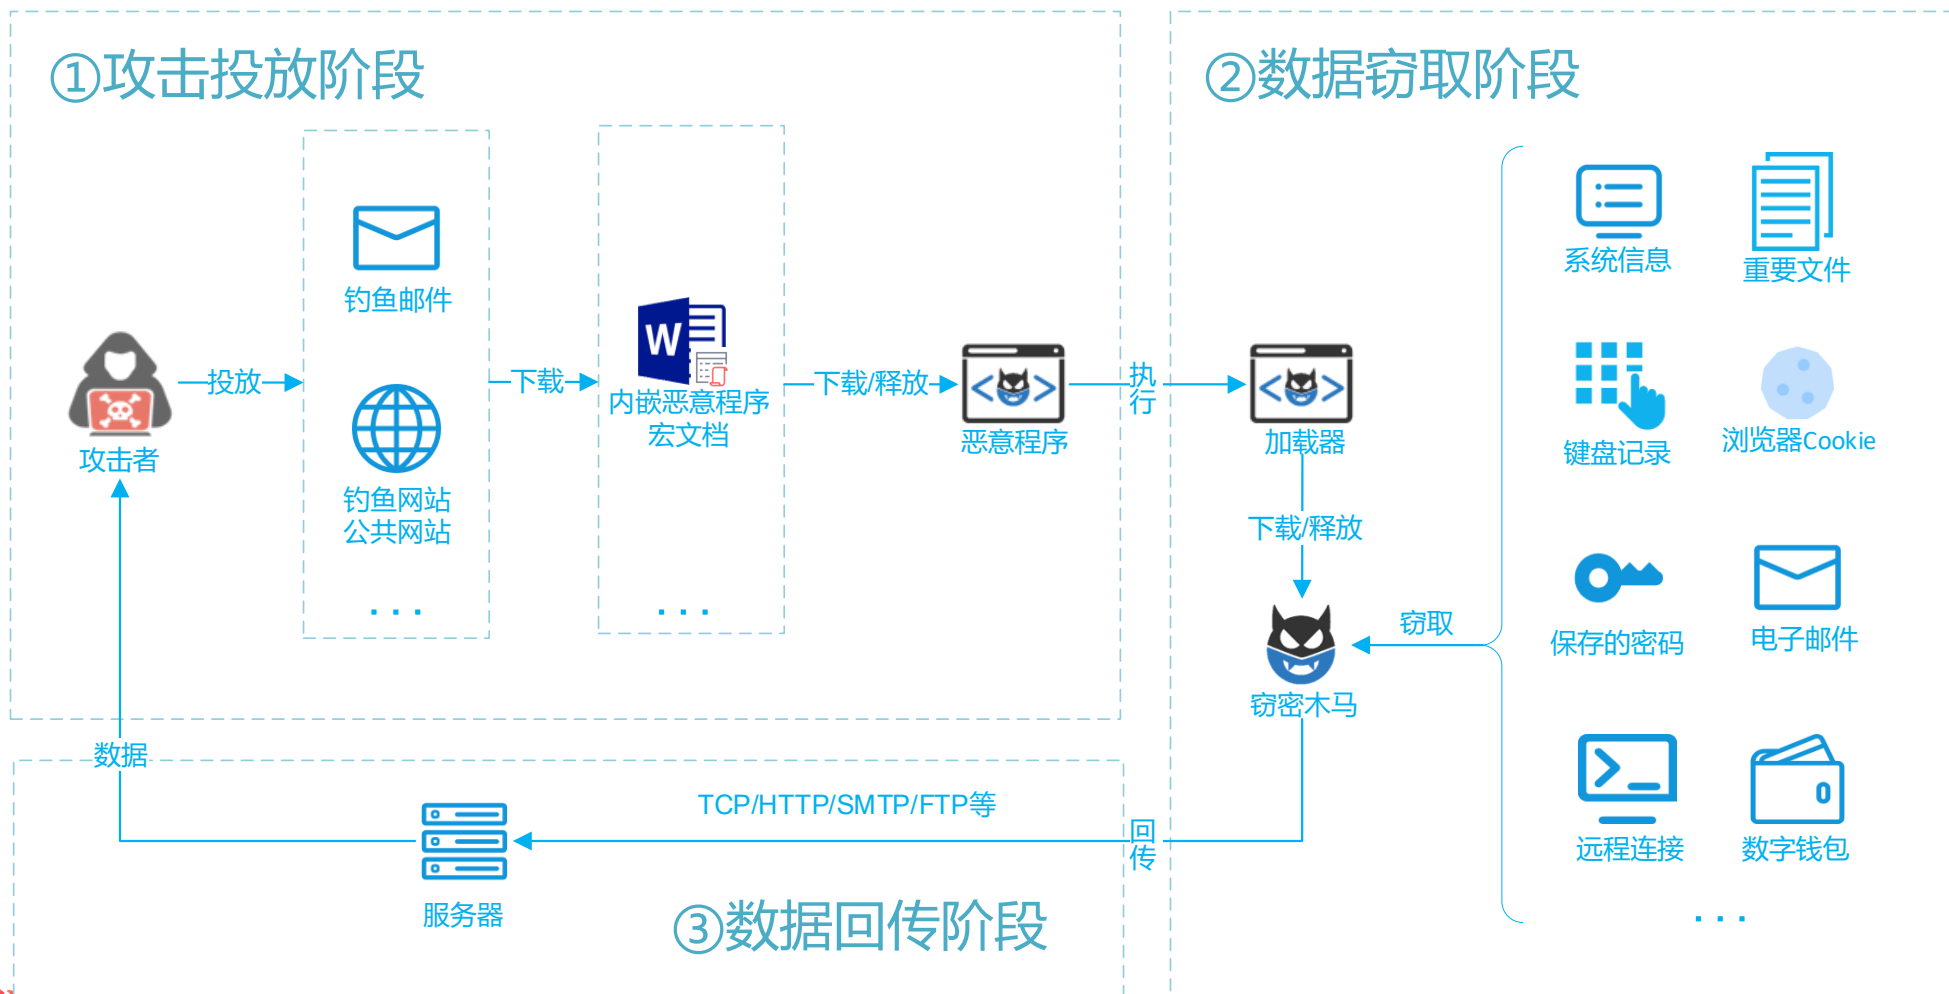 ①攻击投放阶段
②数据窃取阶段
钓鱼邮件
系统信息
重要文件
投放
下载
下载/释放
执
行
内嵌恶意程序
宏文档
恶意程序
加载器
攻击者
键盘记录
浏览器Cookie
钓鱼网站
公共网站
下载/释放
...
...
窃取
保存的密码
电子邮件
窃密木马
数据
TCP/HTTP/SMTP/FTP等
回
传
远程连接
数字钱包
服务器
③数据回传阶段
...